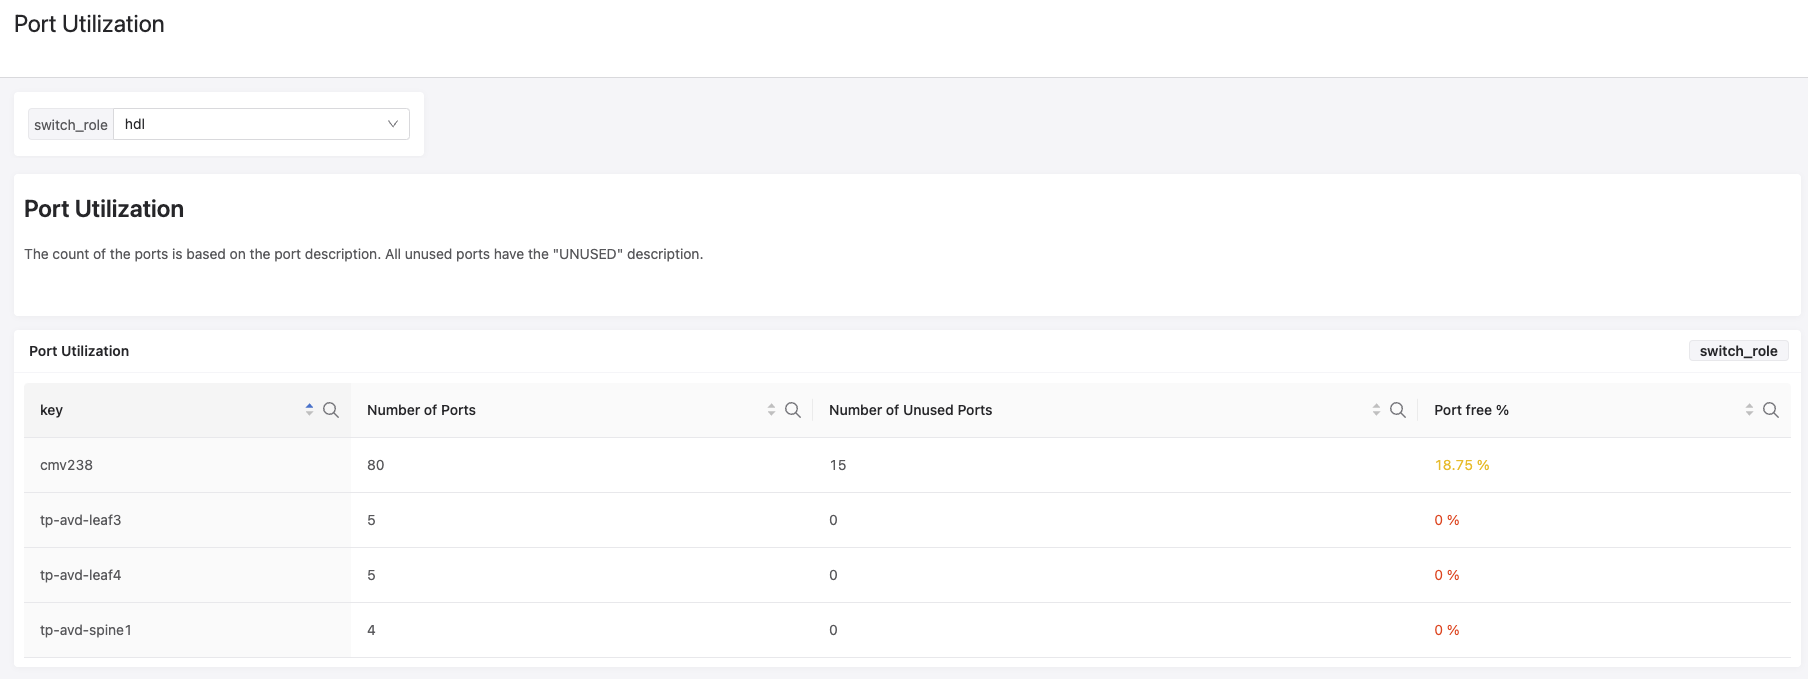 Port Utilization
switch_role hdl
Port Utilization
The count of the ports is based on the port description. All unused ports have the "UNUSED" description.
Port Utilization switch_role
key Number of Ports Number of Unused Ports Port free %
cmv238 80 15 18.75 %
tp-avd-leaf3 5 0 0 %
tp-avd-leaf4 5 0 0 %
tp-avd-spine1 4 0 0 %